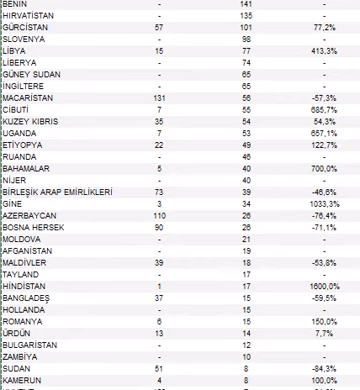 BENİN - 141 -
HIRVATİSTAN - 135 -
GÜRCİSTAN 57 101 77,2%
SLOVENYA - 98 -
LİBYA 15 77 413,3%
LİBERYA - 74 -
GÜNEY SUDAN - 65 -
İNGİLTERE - 65 -
MACARİSTAN 131 56 -57,3%
CİBUTİ 7 55 685,7%
KUZEY KIBRIS 35 54 54,3%
UGANDA 7 53 657,1%
ETİYOPYA 22 49 122,7%
RUANDA - 46 -
BAHAMALAR 5 40 700,0%
NİJER - 40 -
BİRLEŞİK ARAP EMİRLİKLERİ 73 39 -46,6%
GİNE 3 34 1033,3%
AZERBAYCAN 110 26 -76,4%
BOSNA HERSEK 90 26 -71,1%
MOLDOVA - 21 -
AFGANİSTAN - 19 -
MALDİVLER 39 18 -53,8%
TAYLAND - 17 -
HİNDİSTAN 1 17 1600,0%
BANGLADEŞ 37 15 -59,5%
HOLLANDA - 15 -
ROMANYA 6 15 150,0%
ÜRDÜN 13 14 7,7%
BULGARİSTAN - 12 -
ZAMBİYA - 10 -
SUDAN 51 8 -84,3%
KAMERUN 4 8 100,0%